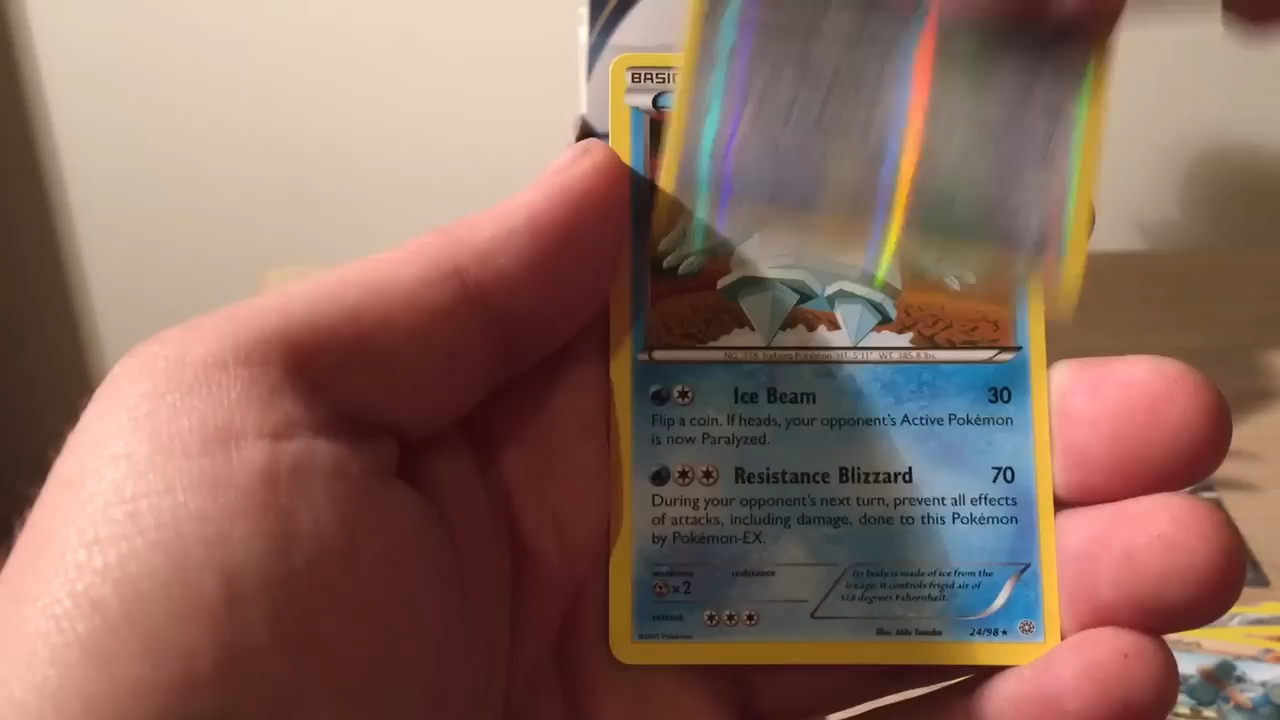 BASIC
NO. 378 Iceberg Pokémon HT: 5'11" WT: 385.8 lbs.
Ice Beam 30
Flip a coin. If heads, your opponent's Active Pokémon
is now Paralyzed.
Resistance Blizzard 70
During your opponent's next turn, prevent all effects
of attacks, including damage, done to this Pokémon
by Pokémon-EX.
weakness resistance
×2
Its body is made of ice from the
ice age. It controls frigid air of
-328 degrees Fahrenheit.
retreat
©2015 Pokémon
Illus. Mile Tanaka 24/98★